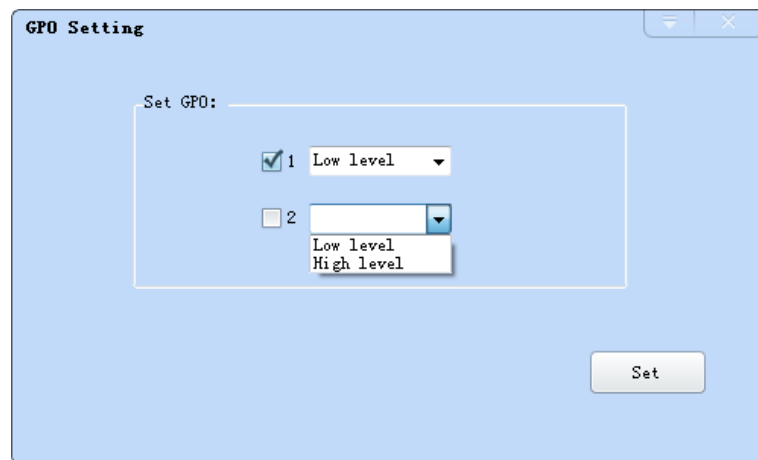 GPO Setting
Set GPO:
1 Low level
2
Low level
High level
Set